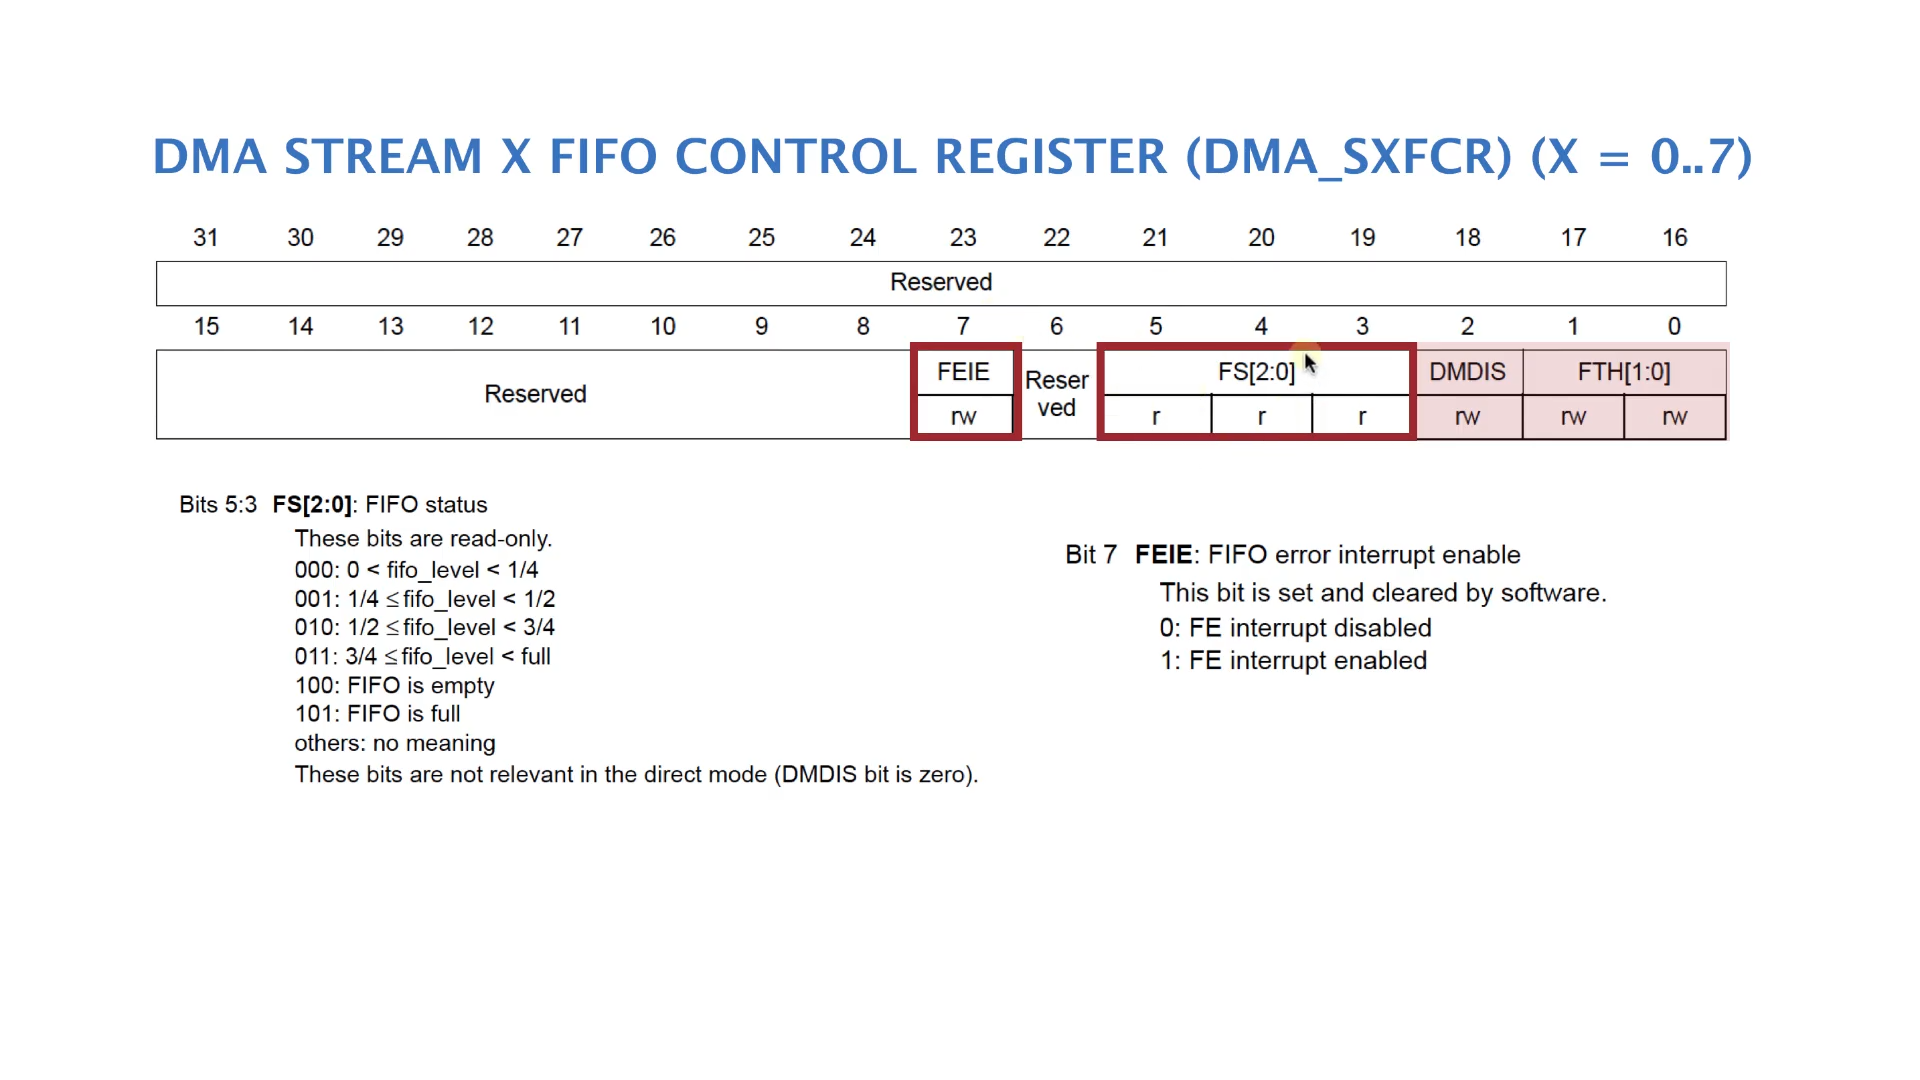 DMA STREAM X FIFO CONTROL REGISTER (DMA_SXFCR) (X = 0..7)
31 30 29 28 27 26 25 24 23 22 21 20 19 18 17 16
Reserved
15 14 13 12 11 10 9 8 7 6 5 4 3 2 1 0
Reserved FEIE Reser ved FS[2:0] DMDIS FTH[1:0]
rw r r r rw rw rw
Bits 5:3 FS[2:0]: FIFO status
These bits are read-only.
000: 0 < fifo_level < 1/4
001: 1/4 ≤ fifo_level < 1/2
010: 1/2 ≤ fifo_level < 3/4
011: 3/4 ≤ fifo_level < full
100: FIFO is empty
101: FIFO is full
others: no meaning
These bits are not relevant in the direct mode (DMDIS bit is zero).
Bit 7 FEIE: FIFO error interrupt enable
This bit is set and cleared by software.
0: FE interrupt disabled
1: FE interrupt enabled